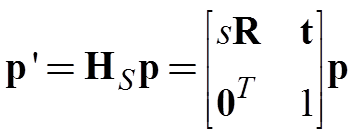 p' = H_S p = [sR t; 0^T 1] p